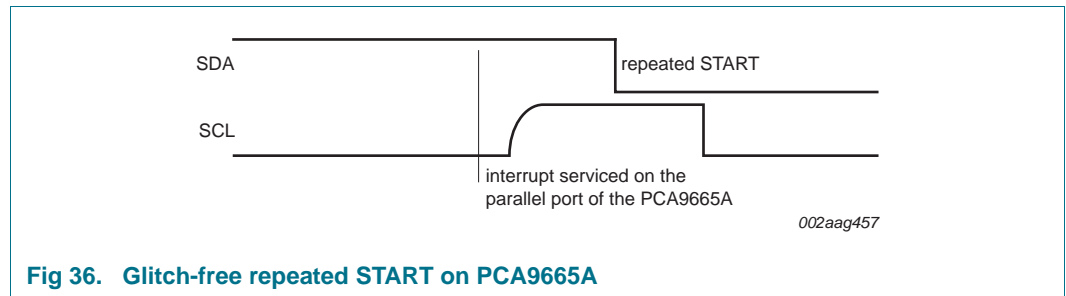 SDA
repeated START
SCL
interrupt serviced on the
parallel port of the PCA9665A
002aag457
Fig 36. Glitch-free repeated START on PCA9665A